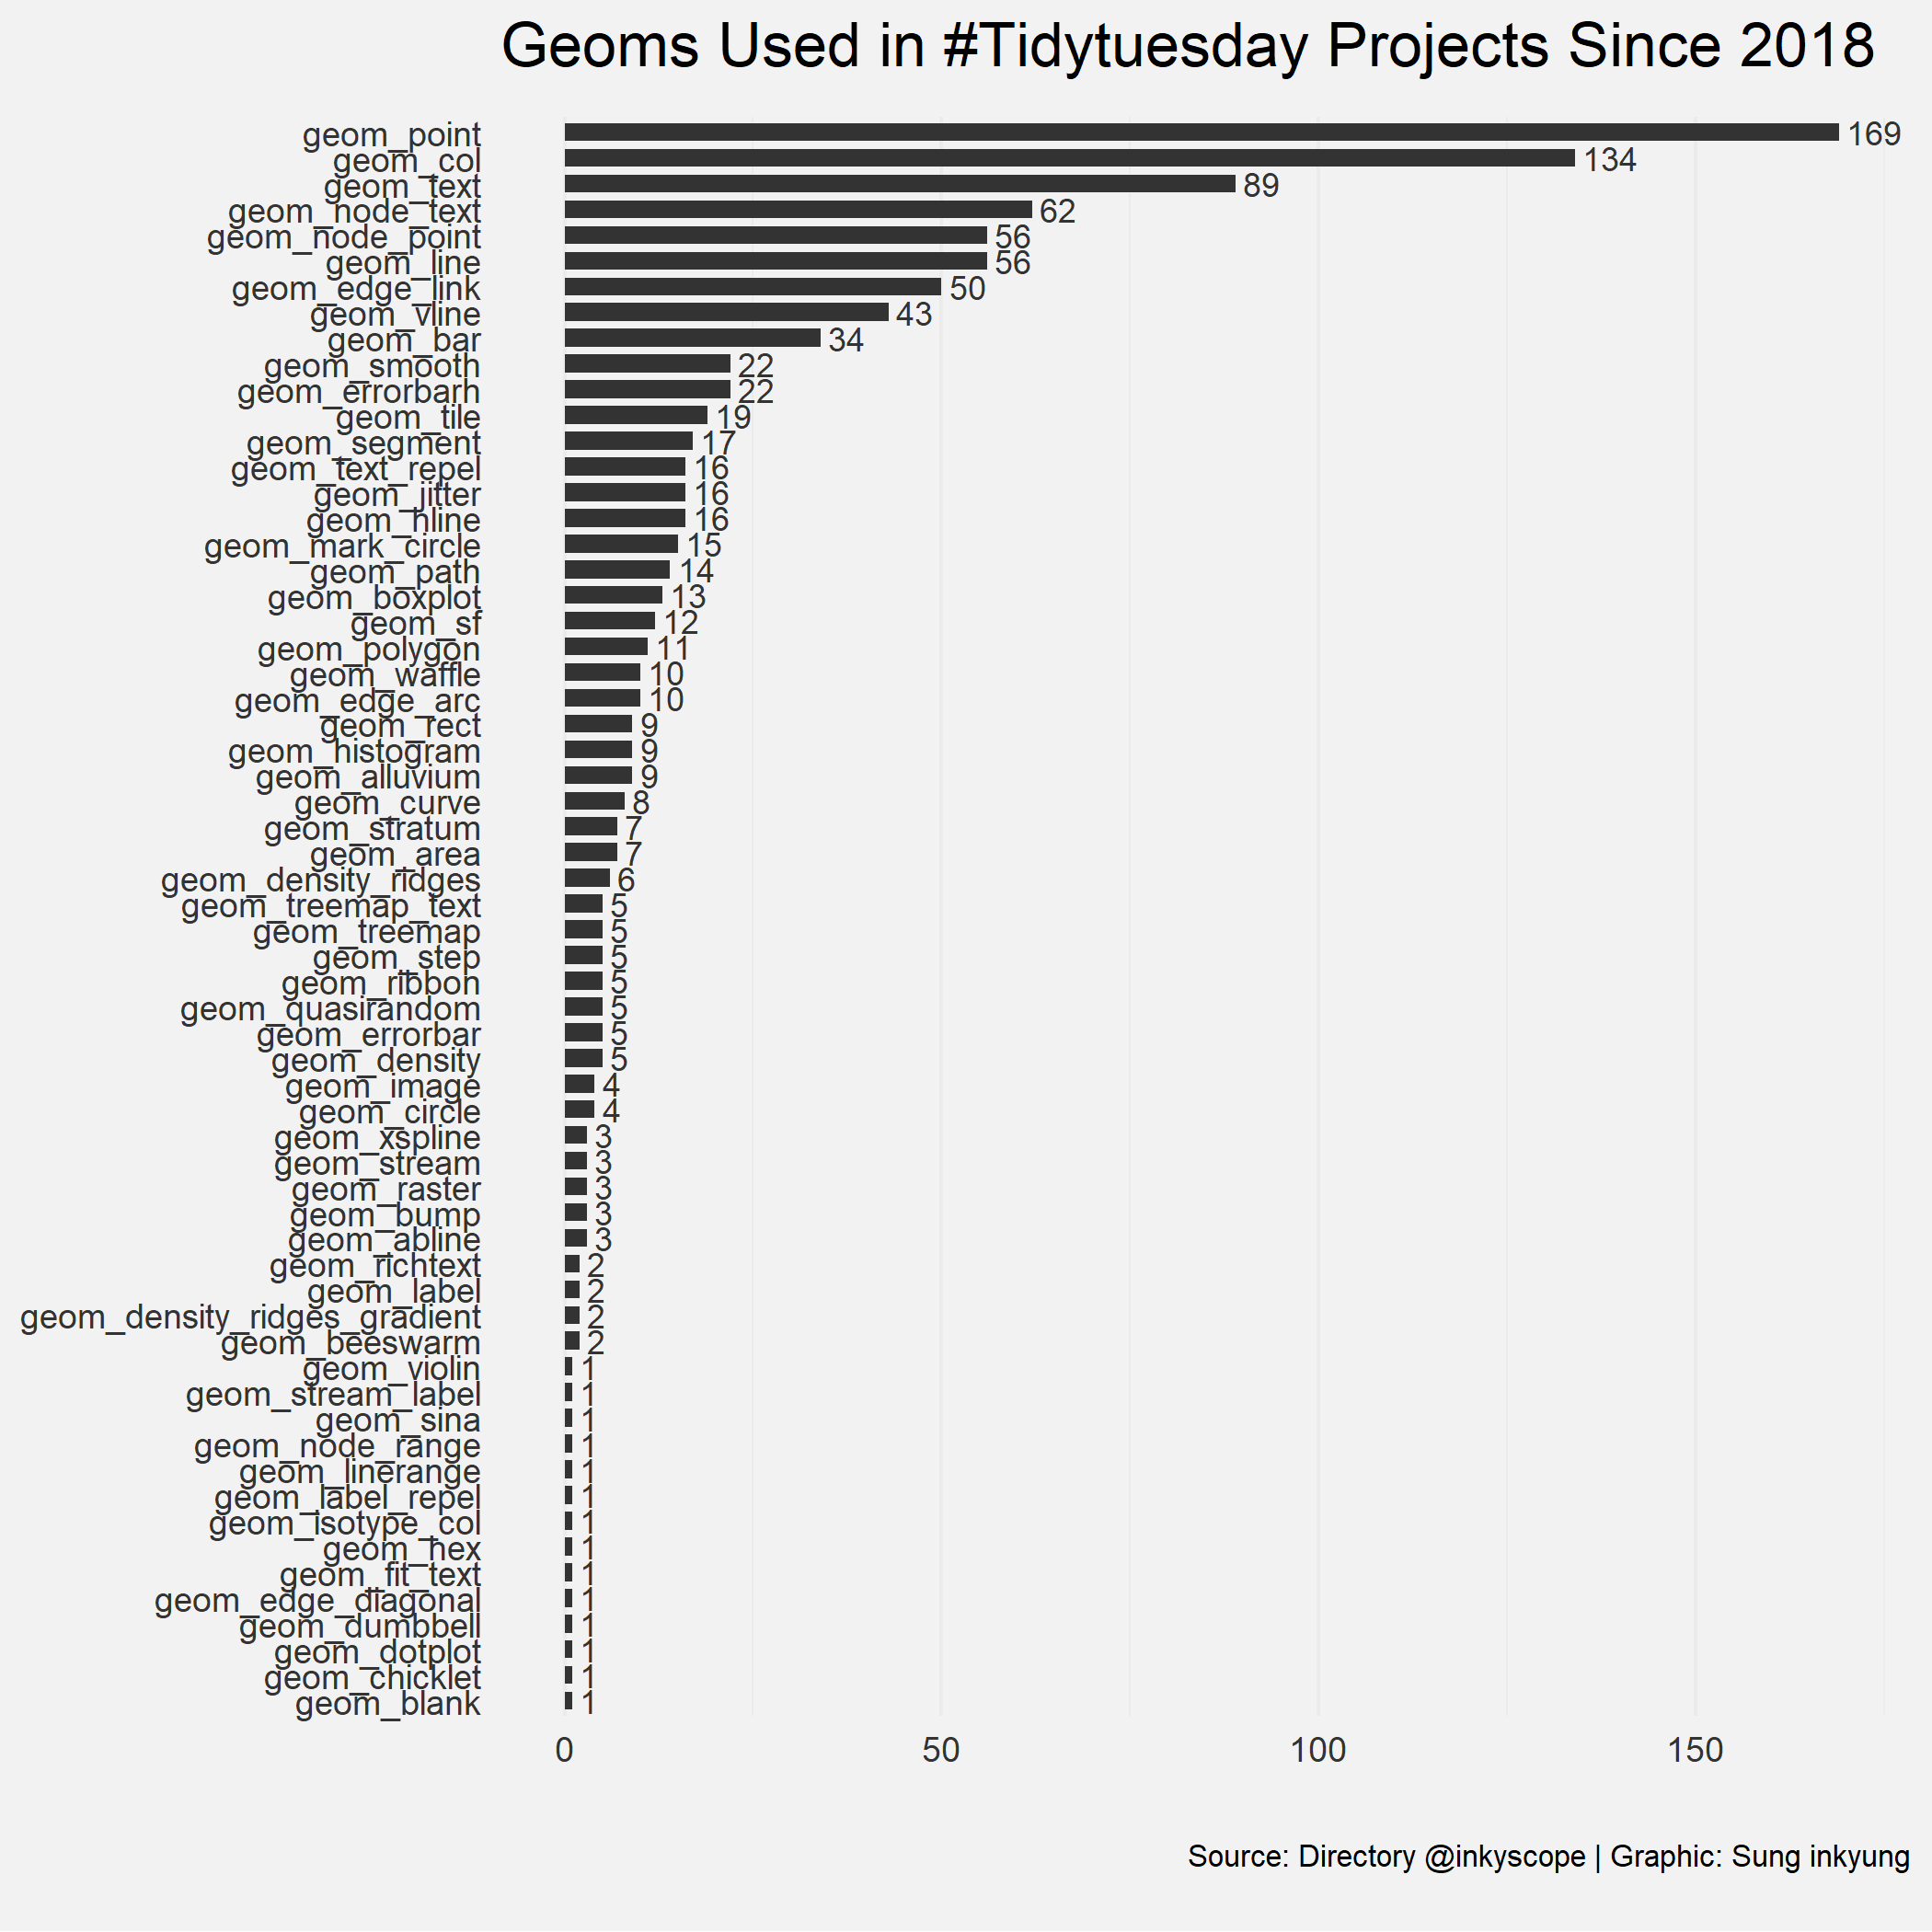 Geoms Used in #Tidytuesday Projects Since 2018
geom_point 169
geom_col 134
geom_text 89
geom_node_text 62
geom_node_point 56
geom_line 56
geom_edge_link 50
geom_vline 43
geom_bar 34
geom_smooth 22
geom_errorbarh 22
geom_tile 19
geom_segment 17
geom_text_repel 16
geom_jitter 16
geom_hline 16
geom_mark_circle 15
geom_path 14
geom_boxplot 13
geom_sf 12
geom_polygon 11
geom_waffle 10
geom_edge_arc 10
geom_rect 9
geom_histogram 9
geom_alluvium 9
geom_curve 8
geom_stratum 7
geom_area 7
geom_density_ridges 6
geom_treemap_text 5
geom_treemap 5
geom_step 5
geom_ribbon 5
geom_quasirandom 5
geom_errorbar 5
geom_density 5
geom_image 4
geom_circle 4
geom_xspline 3
geom_stream 3
geom_raster 3
geom_bump 3
geom_abline 3
geom_richtext 2
geom_label 2
geom_density_ridges_gradient 2
geom_beeswarm 2
geom_violin 1
geom_stream_label 1
geom_sina 1
geom_node_range 1
geom_linerange 1
geom_label_repel 1
geom_isotype_col 1
geom_hex 1
geom_fit_text 1
geom_edge_diagonal 1
geom_dumbbell 1
geom_dotplot 1
geom_chicklet 1
geom_blank 1
0 50 100 150
Source: Directory @inkyscope | Graphic: Sung inkyung